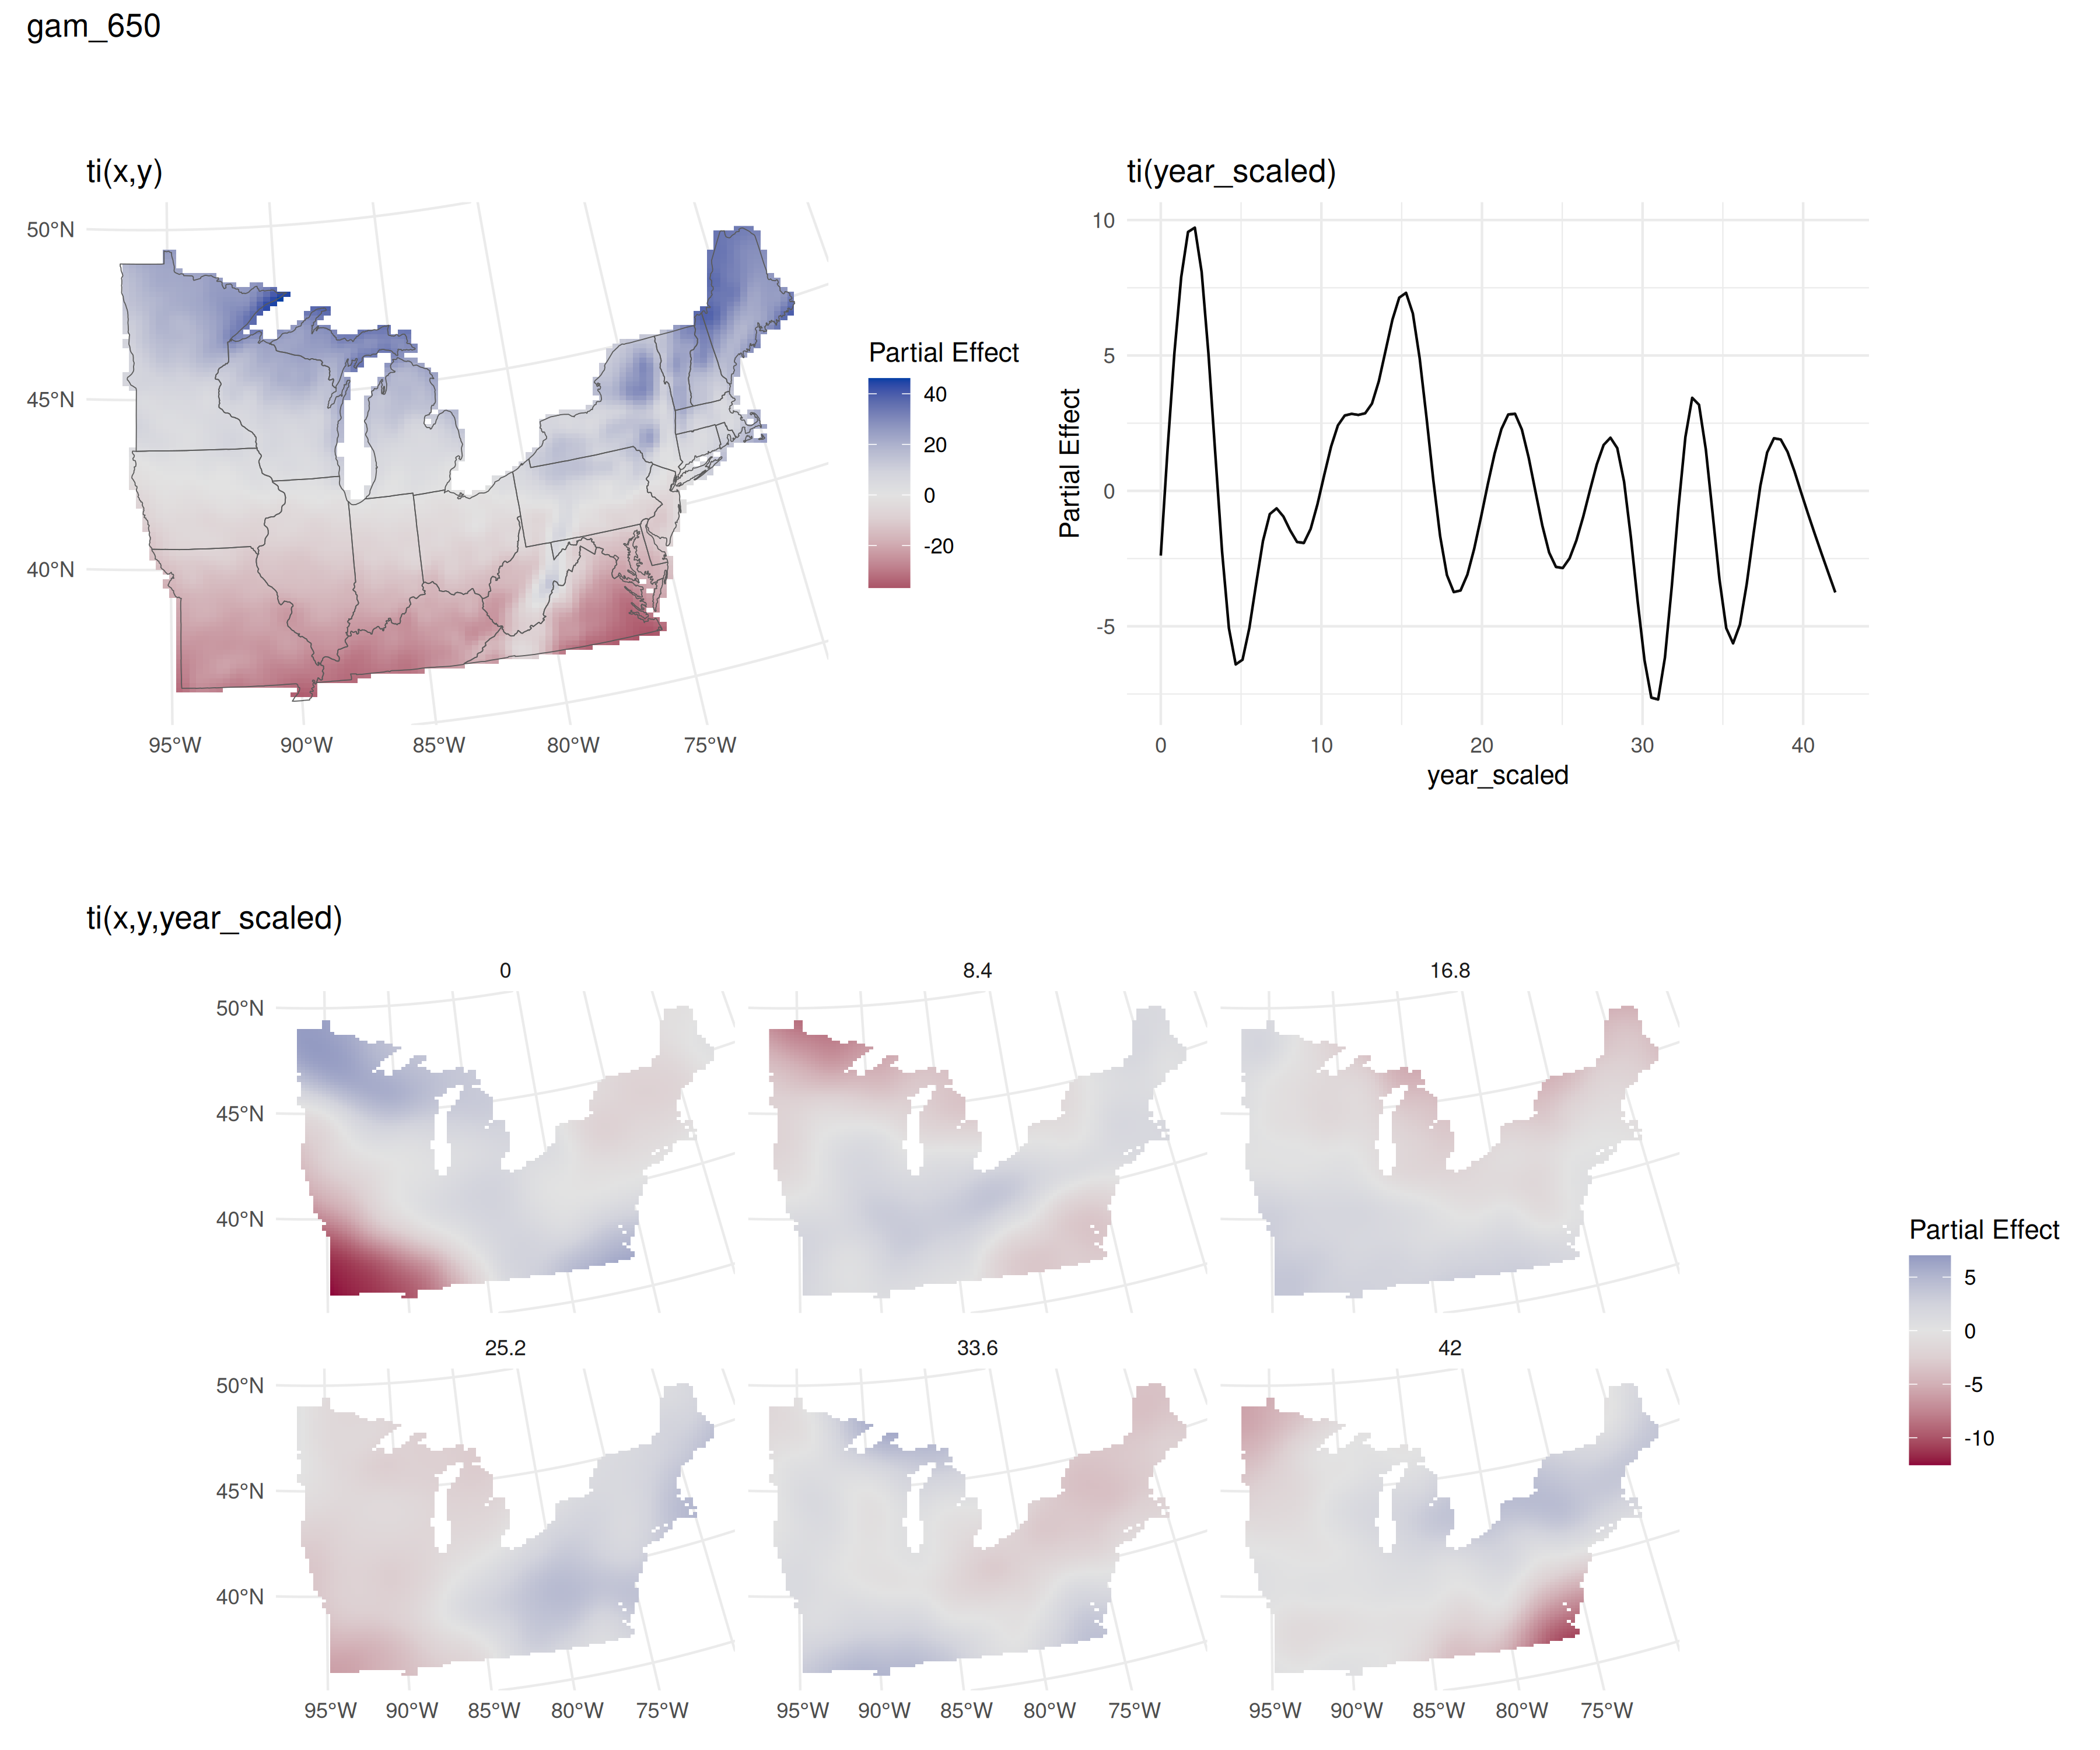 gam_650
ti(x,y)
50°N
45°N
40°N
95°W 90°W 85°W 80°W 75°W
Partial Effect
40
20
0
-20
ti(year_scaled)
Partial Effect
10
5
0
-5
0 10 20 30 40
year_scaled
ti(x,y,year_scaled)
0 8.4 16.8
50°N
45°N
40°N
25.2 33.6 42
50°N
45°N
40°N
95°W 90°W 85°W 80°W 75°W 95°W 90°W 85°W 80°W 75°W 95°W 90°W 85°W 80°W 75°W
Partial Effect
5
0
-5
-10